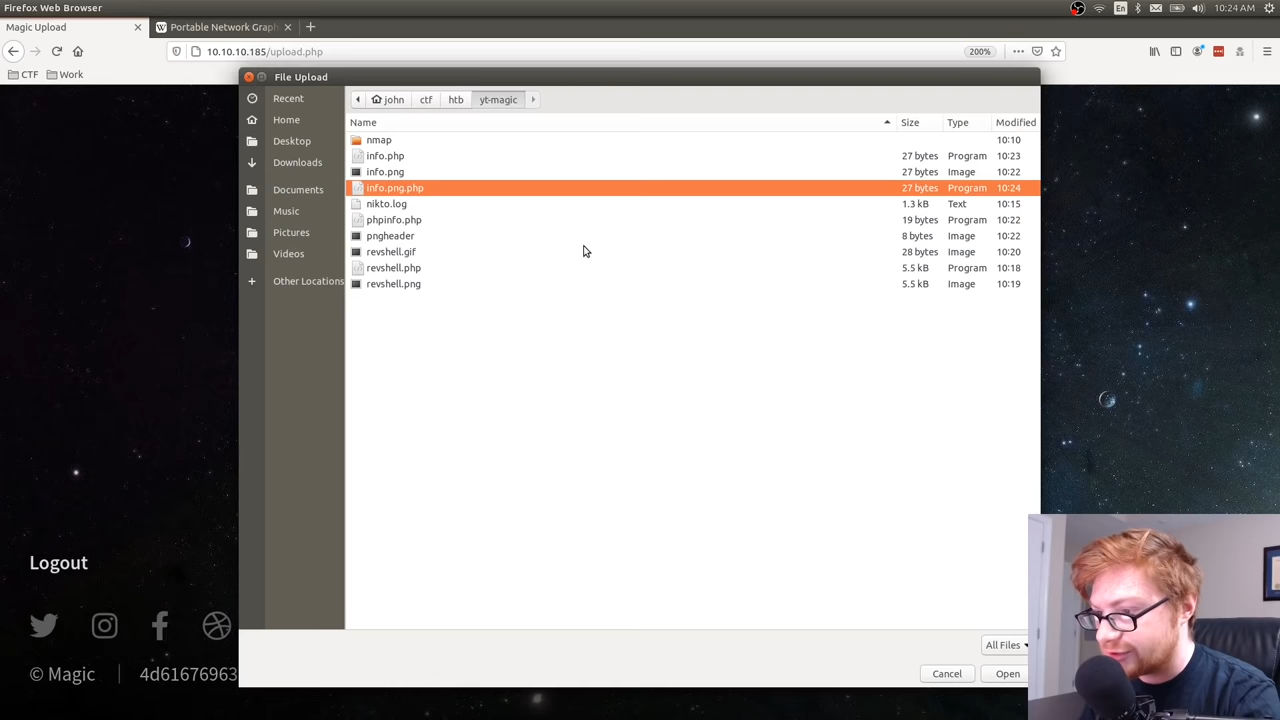 Firefox Web Browser
En
10:24 AM
Magic Upload
Portable Network Graph
10.10.10.185/upload.php
200%
CTF
Work
File Upload
Recent
Home
Desktop
Downloads
Documents
Music
Pictures
Videos
Other Locations
john
ctf
htb
yt-magic
Name
Size
Type
Modified
nmap
10:10
info.php
27 bytes
Program
10:23
info.png
27 bytes
Image
10:22
info.png.php
27 bytes
Program
10:24
nikto.log
1.3 kB
Text
10:15
phpinfo.php
19 bytes
Program
10:22
pngheader
8 bytes
Image
10:22
revshell.gif
28 bytes
Image
10:20
revshell.php
5.5 kB
Program
10:18
revshell.png
5.5 kB
Image
10:19
All Files
Cancel
Open
Logout
© Magic
4d61676963